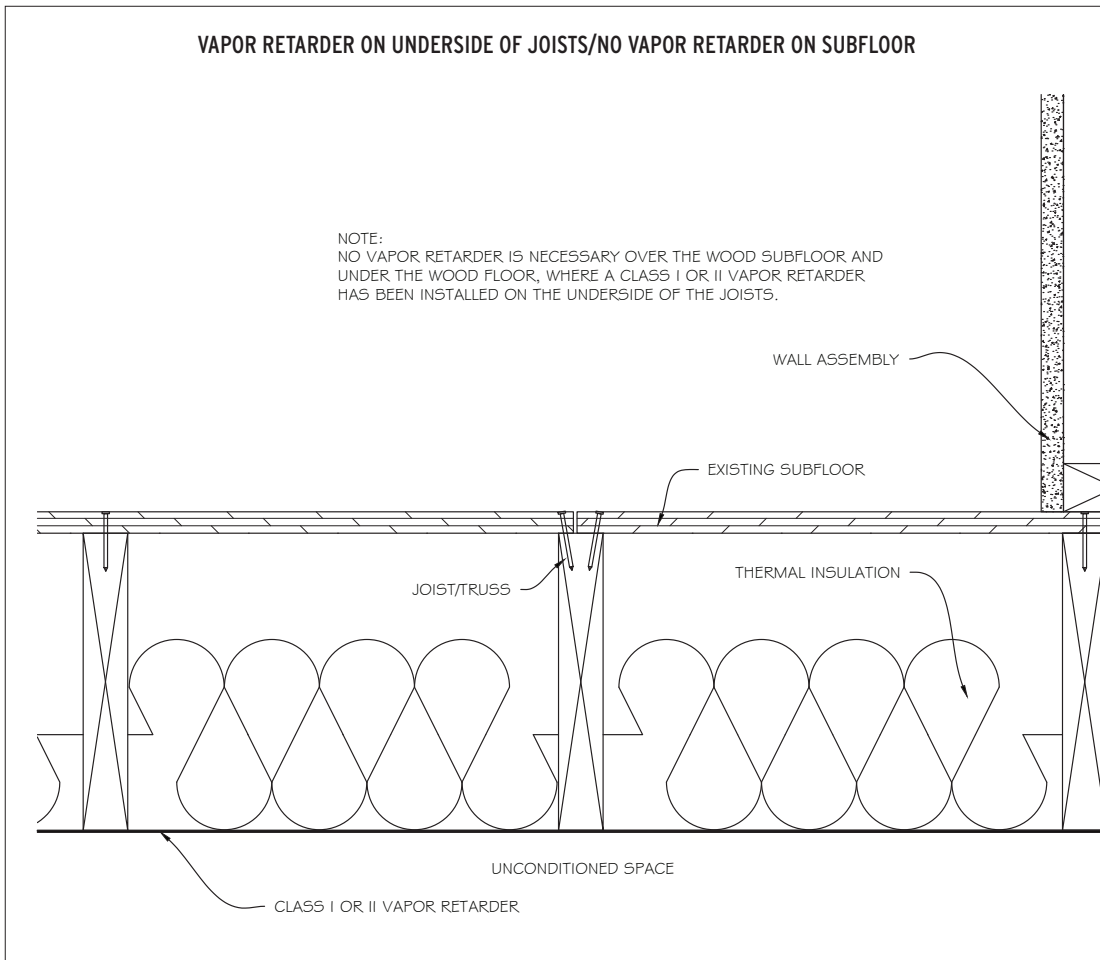 VAPOR RETARDER ON UNDERSIDE OF JOISTS/NO VAPOR RETARDER ON SUBFLOOR
NOTE:
NO VAPOR RETARDER IS NECESSARY OVER THE WOOD SUBFLOOR AND
UNDER THE WOOD FLOOR, WHERE A CLASS I OR II VAPOR RETARDER
HAS BEEN INSTALLED ON THE UNDERSIDE OF THE JOISTS.
WALL ASSEMBLY
EXISTING SUBFLOOR
THERMAL INSULATION
JOIST/TRUSS
UNCONDITIONED SPACE
CLASS I OR II VAPOR RETARDER